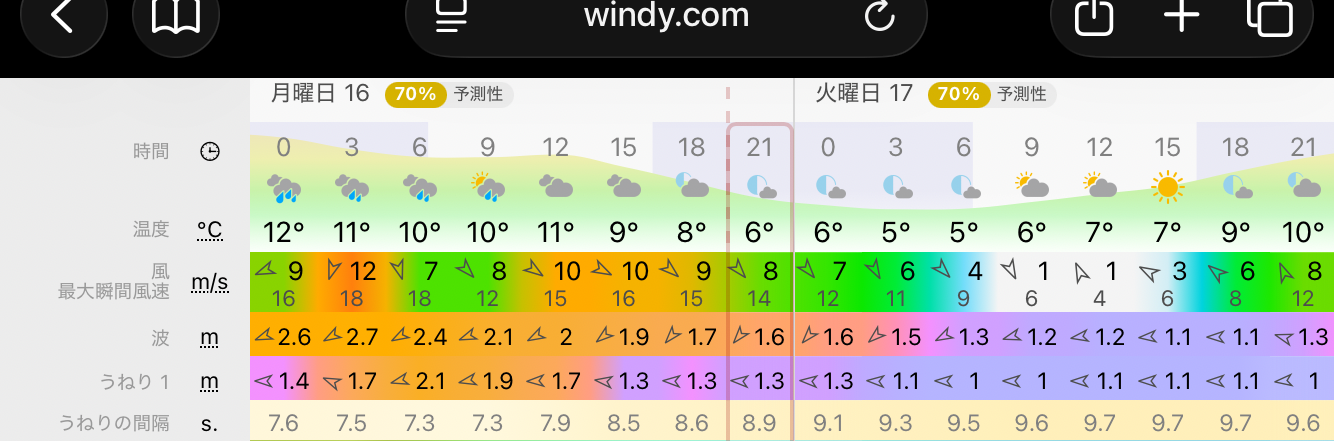 windy.com
月曜日 16 70% 予測性 火曜日 17 70% 予測性
時間 0 3 6 9 12 15 18 21 0 3 6 9 12 15 18 21
温度 °C 12° 11° 10° 10° 11° 9° 8° 6° 6° 5° 5° 6° 7° 7° 9° 10°
風 9 12 7 8 10 10 9 8 7 6 4 1 1 3 6 8
最大瞬間風速 m/s 16 18 18 12 15 16 15 14 12 11 9 6 4 6 8 12
波 m 2.6 2.7 2.4 2.1 2 1.9 1.7 1.6 1.6 1.5 1.3 1.2 1.2 1.1 1.1 1.3
うねり 1 m 1.4 1.7 2.1 1.9 1.7 1.3 1.3 1.3 1.3 1.1 1 1 1.1 1.1 1.1 1
うねりの間隔 s. 7.6 7.5 7.3 7.3 7.9 8.5 8.6 8.9 9.1 9.3 9.5 9.6 9.7 9.7 9.7 9.6